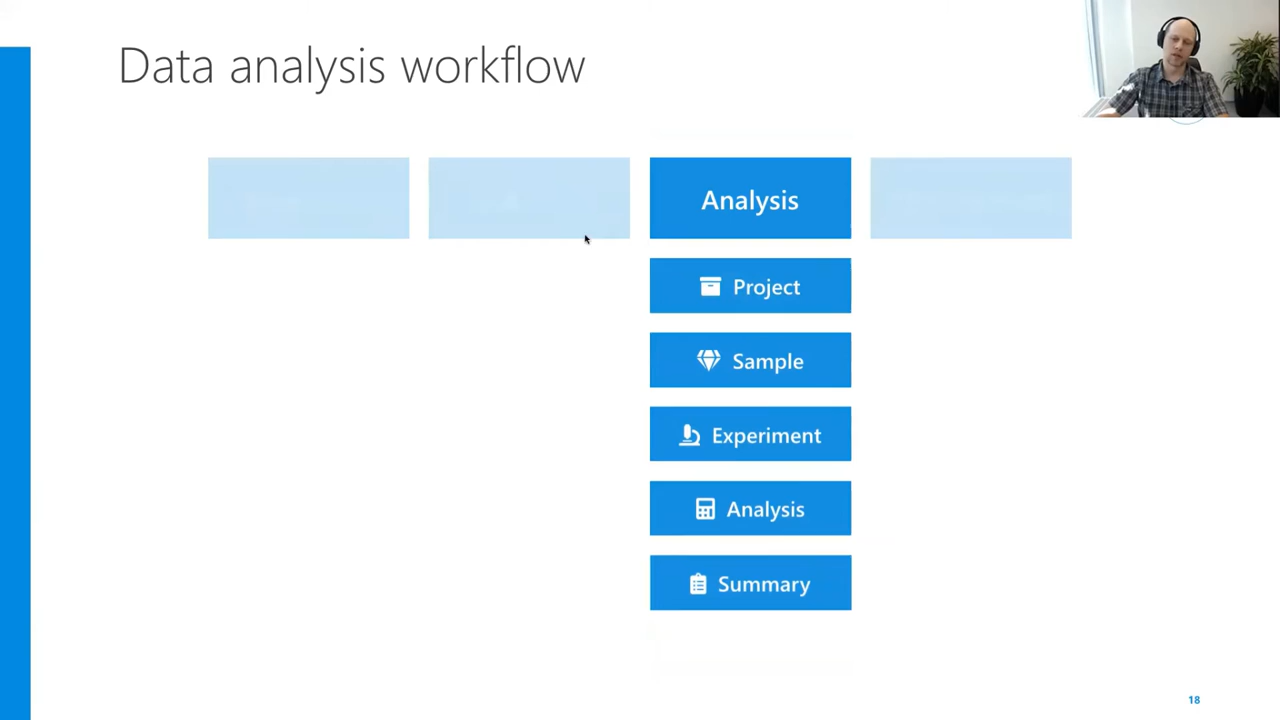 Data analysis workflow
Analysis
Project
Sample
Experiment
Analysis
Summary
18